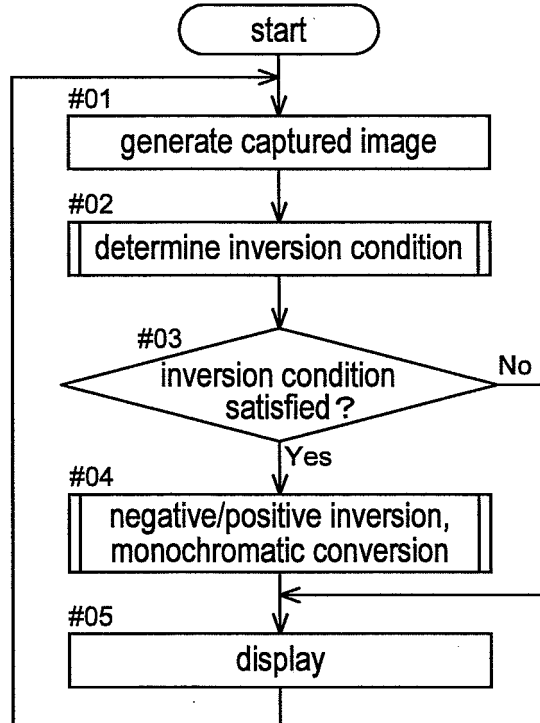 start
#01
generate captured image
#02
determine inversion condition
#03
inversion condition
satisfied?
No
Yes
#04
negative/positive inversion,
monochromatic conversion
#05
display